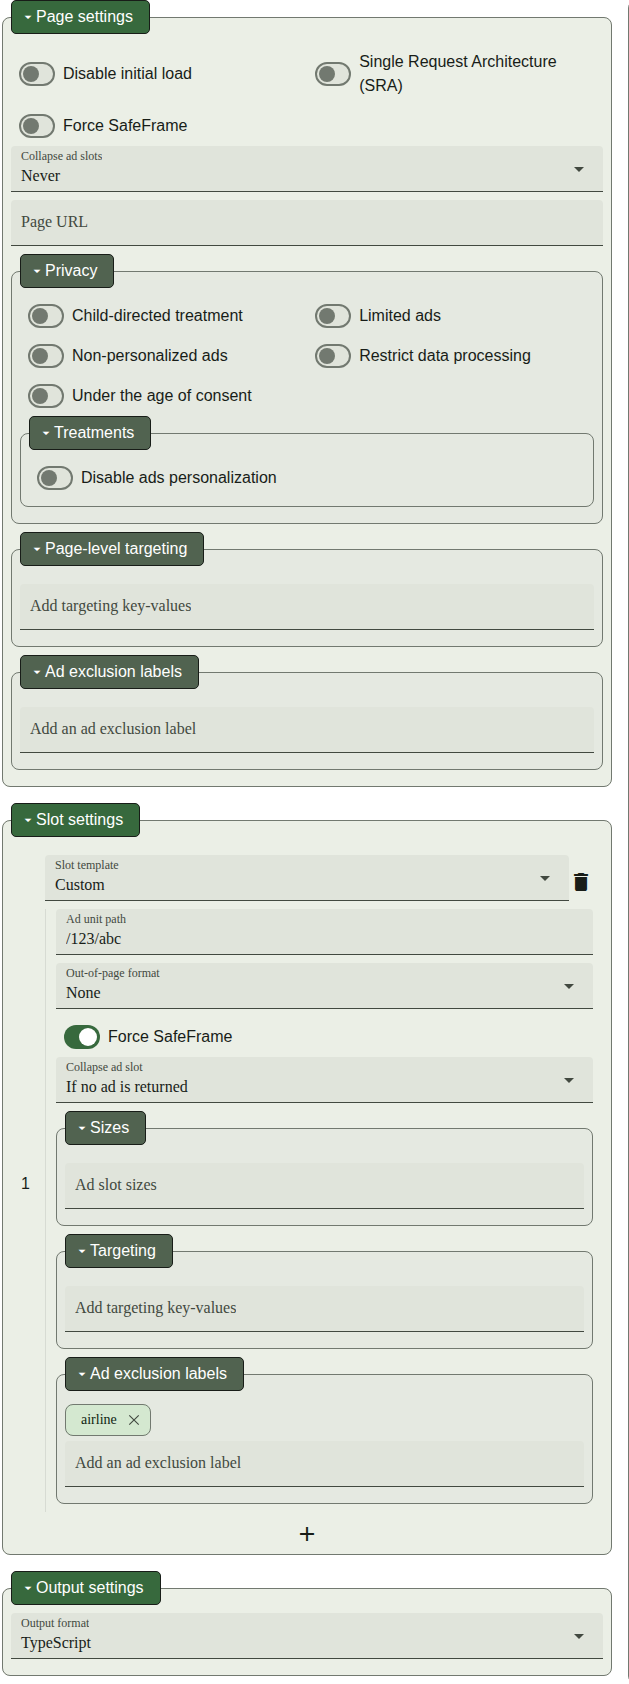 Page settings
Disable initial load
Single Request Architecture
(SRA)
Force SafeFrame
Collapse ad slots
Never
Page URL
Privacy
Child-directed treatment
Limited ads
Non-personalized ads
Restrict data processing
Under the age of consent
Treatments
Disable ads personalization
Page-level targeting
Add targeting key-values
Ad exclusion labels
Add an ad exclusion label
Slot settings
Slot template
Custom
Ad unit path
/123/abc
Out-of-page format
None
Force SafeFrame
Collapse ad slot
If no ad is returned
Sizes
1
Ad slot sizes
Targeting
Add targeting key-values
Ad exclusion labels
airline
Add an ad exclusion label
Output settings
Output format
TypeScript